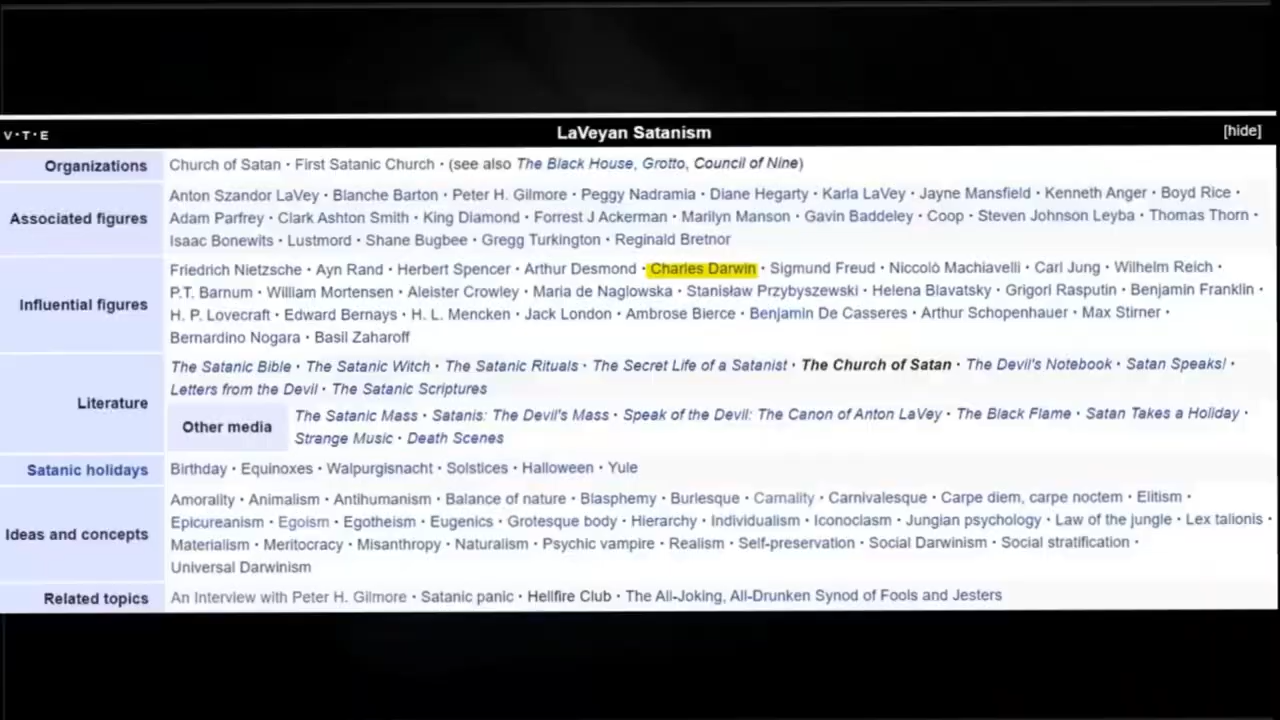 V·T·E
LaVeyan Satanism
[hide]
Organizations
Church of Satan · First Satanic Church · (see also The Black House, Grotto, Council of Nine)
Associated figures
Anton Szandor LaVey · Blanche Barton · Peter H. Gilmore · Peggy Nadramia · Diane Hegarty · Karla LaVey · Jayne Mansfield · Kenneth Anger · Boyd Rice ·
Adam Parfrey · Clark Ashton Smith · King Diamond · Forrest J Ackerman · Marilyn Manson · Gavin Baddeley · Coop · Steven Johnson Leyba · Thomas Thorn ·
Isaac Bonewits · Lustmord · Shane Bugbee · Gregg Turkington · Reginald Bretnor
Influential figures
Friedrich Nietzsche · Ayn Rand · Herbert Spencer · Arthur Desmond · Charles Darwin · Sigmund Freud · Niccolò Machiavelli · Carl Jung · Wilhelm Reich ·
P.T. Barnum · William Mortensen · Aleister Crowley · Maria de Naglowska · Stanisław Przybyszewski · Helena Blavatsky · Grigori Rasputin · Benjamin Franklin ·
H. P. Lovecraft · Edward Bernays · H. L. Mencken · Jack London · Ambrose Bierce · Benjamin De Casseres · Arthur Schopenhauer · Max Stirner ·
Bernardino Nogara · Basil Zaharoff
Literature
The Satanic Bible · The Satanic Witch · The Satanic Rituals · The Secret Life of a Satanist · The Church of Satan · The Devil's Notebook · Satan Speaks! ·
Letters from the Devil · The Satanic Scriptures
Other media
The Satanic Mass · Satanis: The Devil's Mass · Speak of the Devil: The Canon of Anton LaVey · The Black Flame · Satan Takes a Holiday ·
Strange Music · Death Scenes
Satanic holidays
Birthday · Equinoxes · Walpurgisnacht · Solstices · Halloween · Yule
Ideas and concepts
Amorality · Animalism · Antihumanism · Balance of nature · Blasphemy · Burlesque · Carnality · Carnivalesque · Carpe diem, carpe noctem · Elitism ·
Epicureanism · Egoism · Egotheism · Eugenics · Grotesque body · Hierarchy · Individualism · Iconoclasm · Jungian psychology · Law of the jungle · Lex talionis ·
Materialism · Meritocracy · Misanthropy · Naturalism · Psychic vampire · Realism · Self-preservation · Social Darwinism · Social stratification ·
Universal Darwinism
Related topics
An Interview with Peter H. Gilmore · Satanic panic · Hellfire Club · The All-Joking, All-Drunken Synod of Fools and Jesters